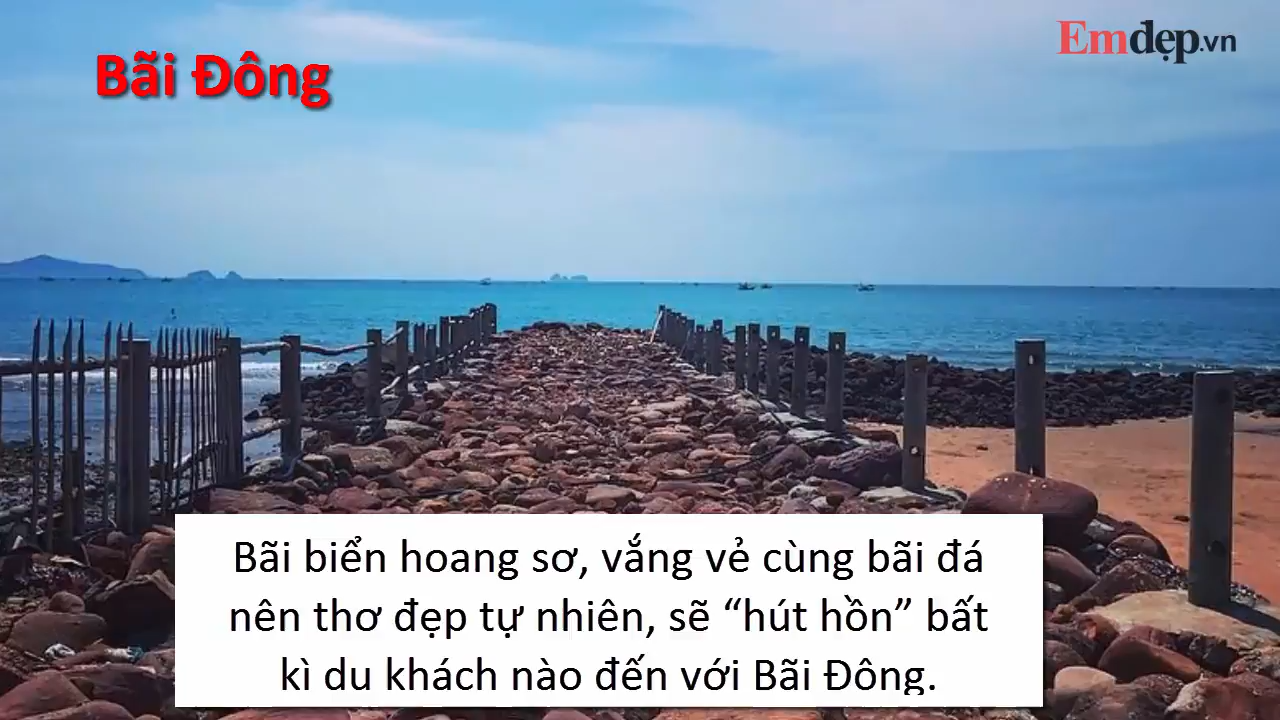 Emdẹp.vn
Bãi Đông
Bãi biển hoang sơ, vắng vẻ cùng bãi đá
nên thơ đẹp tự nhiên, sẽ “hút hồn” bất
kì du khách nào đến với Bãi Đông.